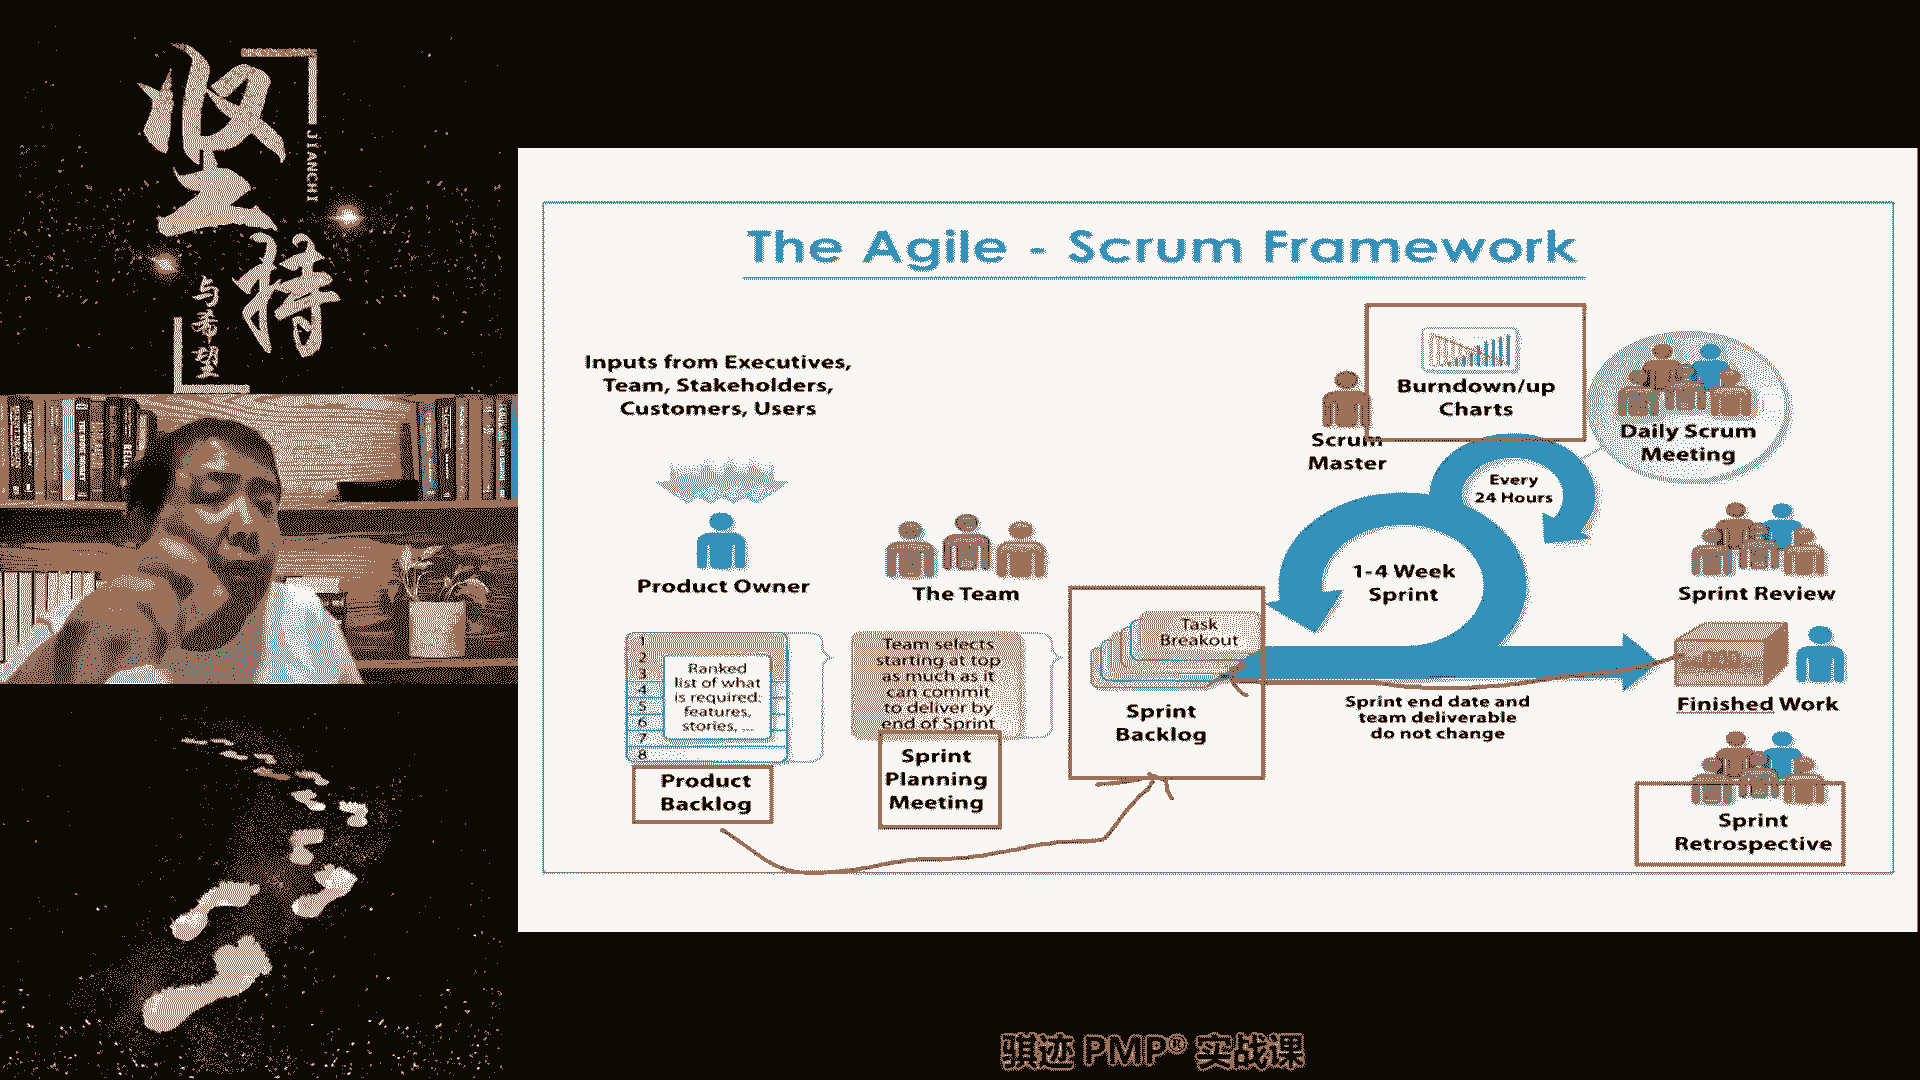 坚持
JIANCHI
与希望
The Agile - Scrum Framework
Inputs from Executives,
Team, Stakeholders,
Customers, Users
Product Owner
The Team
1
2
3
4
5
6
7
8
Ranked
list of what
is required:
features,
stories, ...
Product
Backlog
Team selects
starting at top
as much as it
can commit
to deliver by
end of Sprint
Sprint
Planning
Meeting
Task
Breakout
Sprint
Backlog
Scrum
Master
Burndown/up
Charts
Daily Scrum
Meeting
Every
24 Hours
1-4 Week
Sprint
Sprint end date and
team deliverable
do not change
Sprint Review
Finished Work
Sprint
Retrospective
骐迹 PMP® 实战课